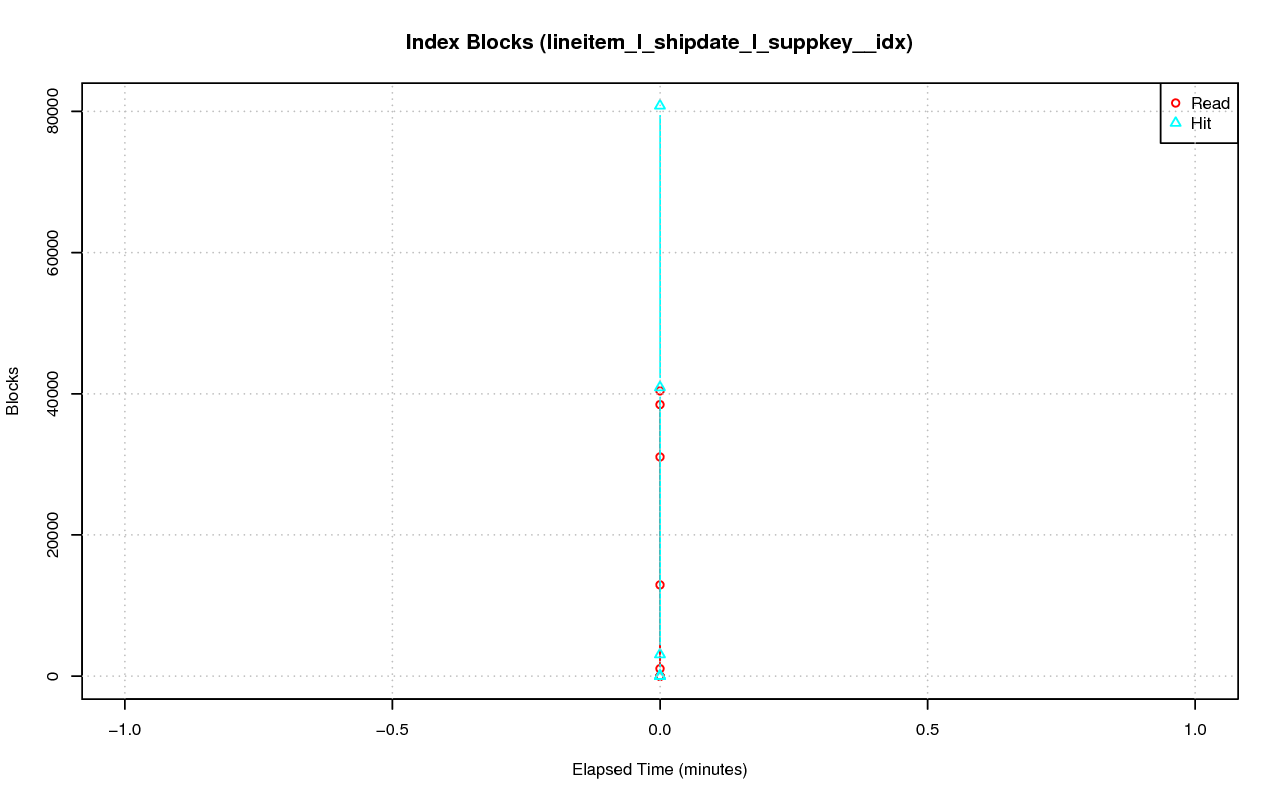 Index Blocks (lineitem_l_shipdate_l_suppkey__idx)
Read
Hit
Blocks
80000
60000
40000
20000
0
−1.0
−0.5
0.0
0.5
1.0
Elapsed Time (minutes)